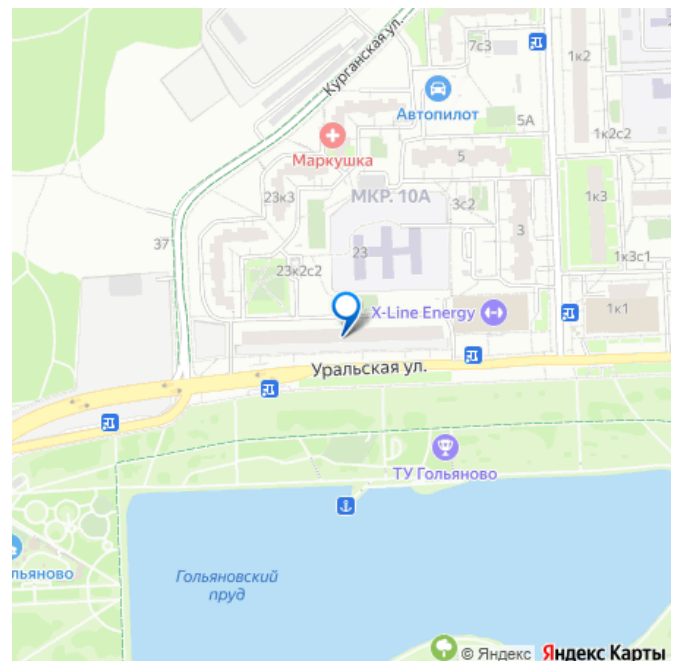 Курганская ул.
7с3
1к2
Автопилот
5А
1к2с2
Маркушка
5
МКР. 10А
23к3
3с2
1к3
3
37
23
1к3с1
23к2с2
X-Line Energy
1к1
Уральская ул.
ТУ Гольяново
льяново
Гольяновский
пруд
© Яндекс Яндекс Карты